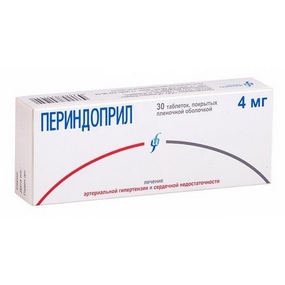 30 таблеток, покрытых
пленочной оболочкой
4 мг
ПЕРИНДОПРИЛ
лечение
артериальной гипертензии и сердечной недостаточности